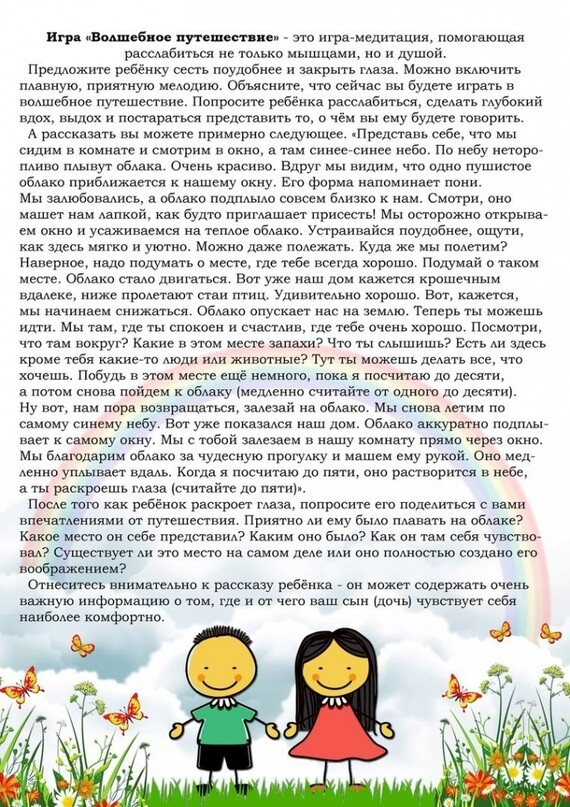 Игра «Волшебное путешествие» - это игра-медитация, помогающая
расслабиться не только мышцами, но и душой.
Предложите ребёнку сесть поудобнее и закрыть глаза. Можно включить
плавную, приятную мелодию. Объясните, что сейчас вы будете играть в
волшебное путешествие. Попросите ребёнка расслабиться, сделать глубокий
вдох, выдох и постараться представить то, о чём вы ему будете говорить.
А рассказать вы можете примерно следующее. «Представь себе, что мы
сидим в комнате и смотрим в окно, а там синее-синее небо. По небу неторо-
пливо плывут облака. Очень красиво. Вдруг мы видим, что одно пушистое
облако приближается к нашему окну. Его форма напоминает пони.
Мы залюбовались, а облако подплыло совсем близко к нам. Смотри, оно
машет нам лапкой, как будто приглашает присесть! Мы осторожно открыва-
ем окно и усаживаемся на теплое облако. Устраивайся поудобнее, ощути,
как здесь мягко и уютно. Можно даже полежать. Куда же мы полетим?
Наверное, надо подумать о месте, где тебе всегда хорошо. Подумай о таком
месте. Облако стало двигаться. Вот уже наш дом кажется крошечным
вдалеке, ниже пролетают стаи птиц. Удивительно хорошо. Вот, кажется,
мы начинаем снижаться. Облако опускает нас на землю. Теперь ты можешь
идти. Мы там, где ты спокоен и счастлив, где тебе очень хорошо. Посмотри,
что там вокруг? Какие в этом месте запахи? Что ты слышишь? Есть ли здесь
кроме тебя какие-то люди или животные? Тут ты можешь делать все, что
хочешь. Побудь в этом месте ещё немного, пока я посчитаю до десяти,
а потом снова пойдем к облаку (медленно считайте от одного до десяти).
Ну вот, нам пора возвращаться, залезай на облако. Мы снова летим по
самому синему небу. Вот уже показался наш дом. Облако аккуратно подплы-
вает к самому окну. Мы с тобой залезаем в нашу комнату прямо через окно.
Мы благодарим облако за чудесную прогулку и машем ему рукой. Оно мед-
ленно уплывает вдаль. Когда я посчитаю до пяти, оно растворится в небе,
а ты раскроешь глаза (считайте до пяти)».
После того как ребёнок раскроет глаза, попросите его поделиться с вами
впечатлениями от путешествия. Приятно ли ему было плавать на облаке?
Какое место он себе представил? Каким оно было? Как он там себя чувство-
вал? Существует ли это место на самом деле или оно полностью создано его
воображением?
Отнеситесь внимательно к рассказу ребёнка - он может содержать очень
важную информацию о том, где и от чего ваш сын (дочь) чувствует себя
наиболее комфортно.